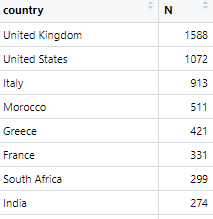 country N
United Kingdom 1588
United States 1072
Italy 913
Morocco 511
Greece 421
France 331
South Africa 299
India 274